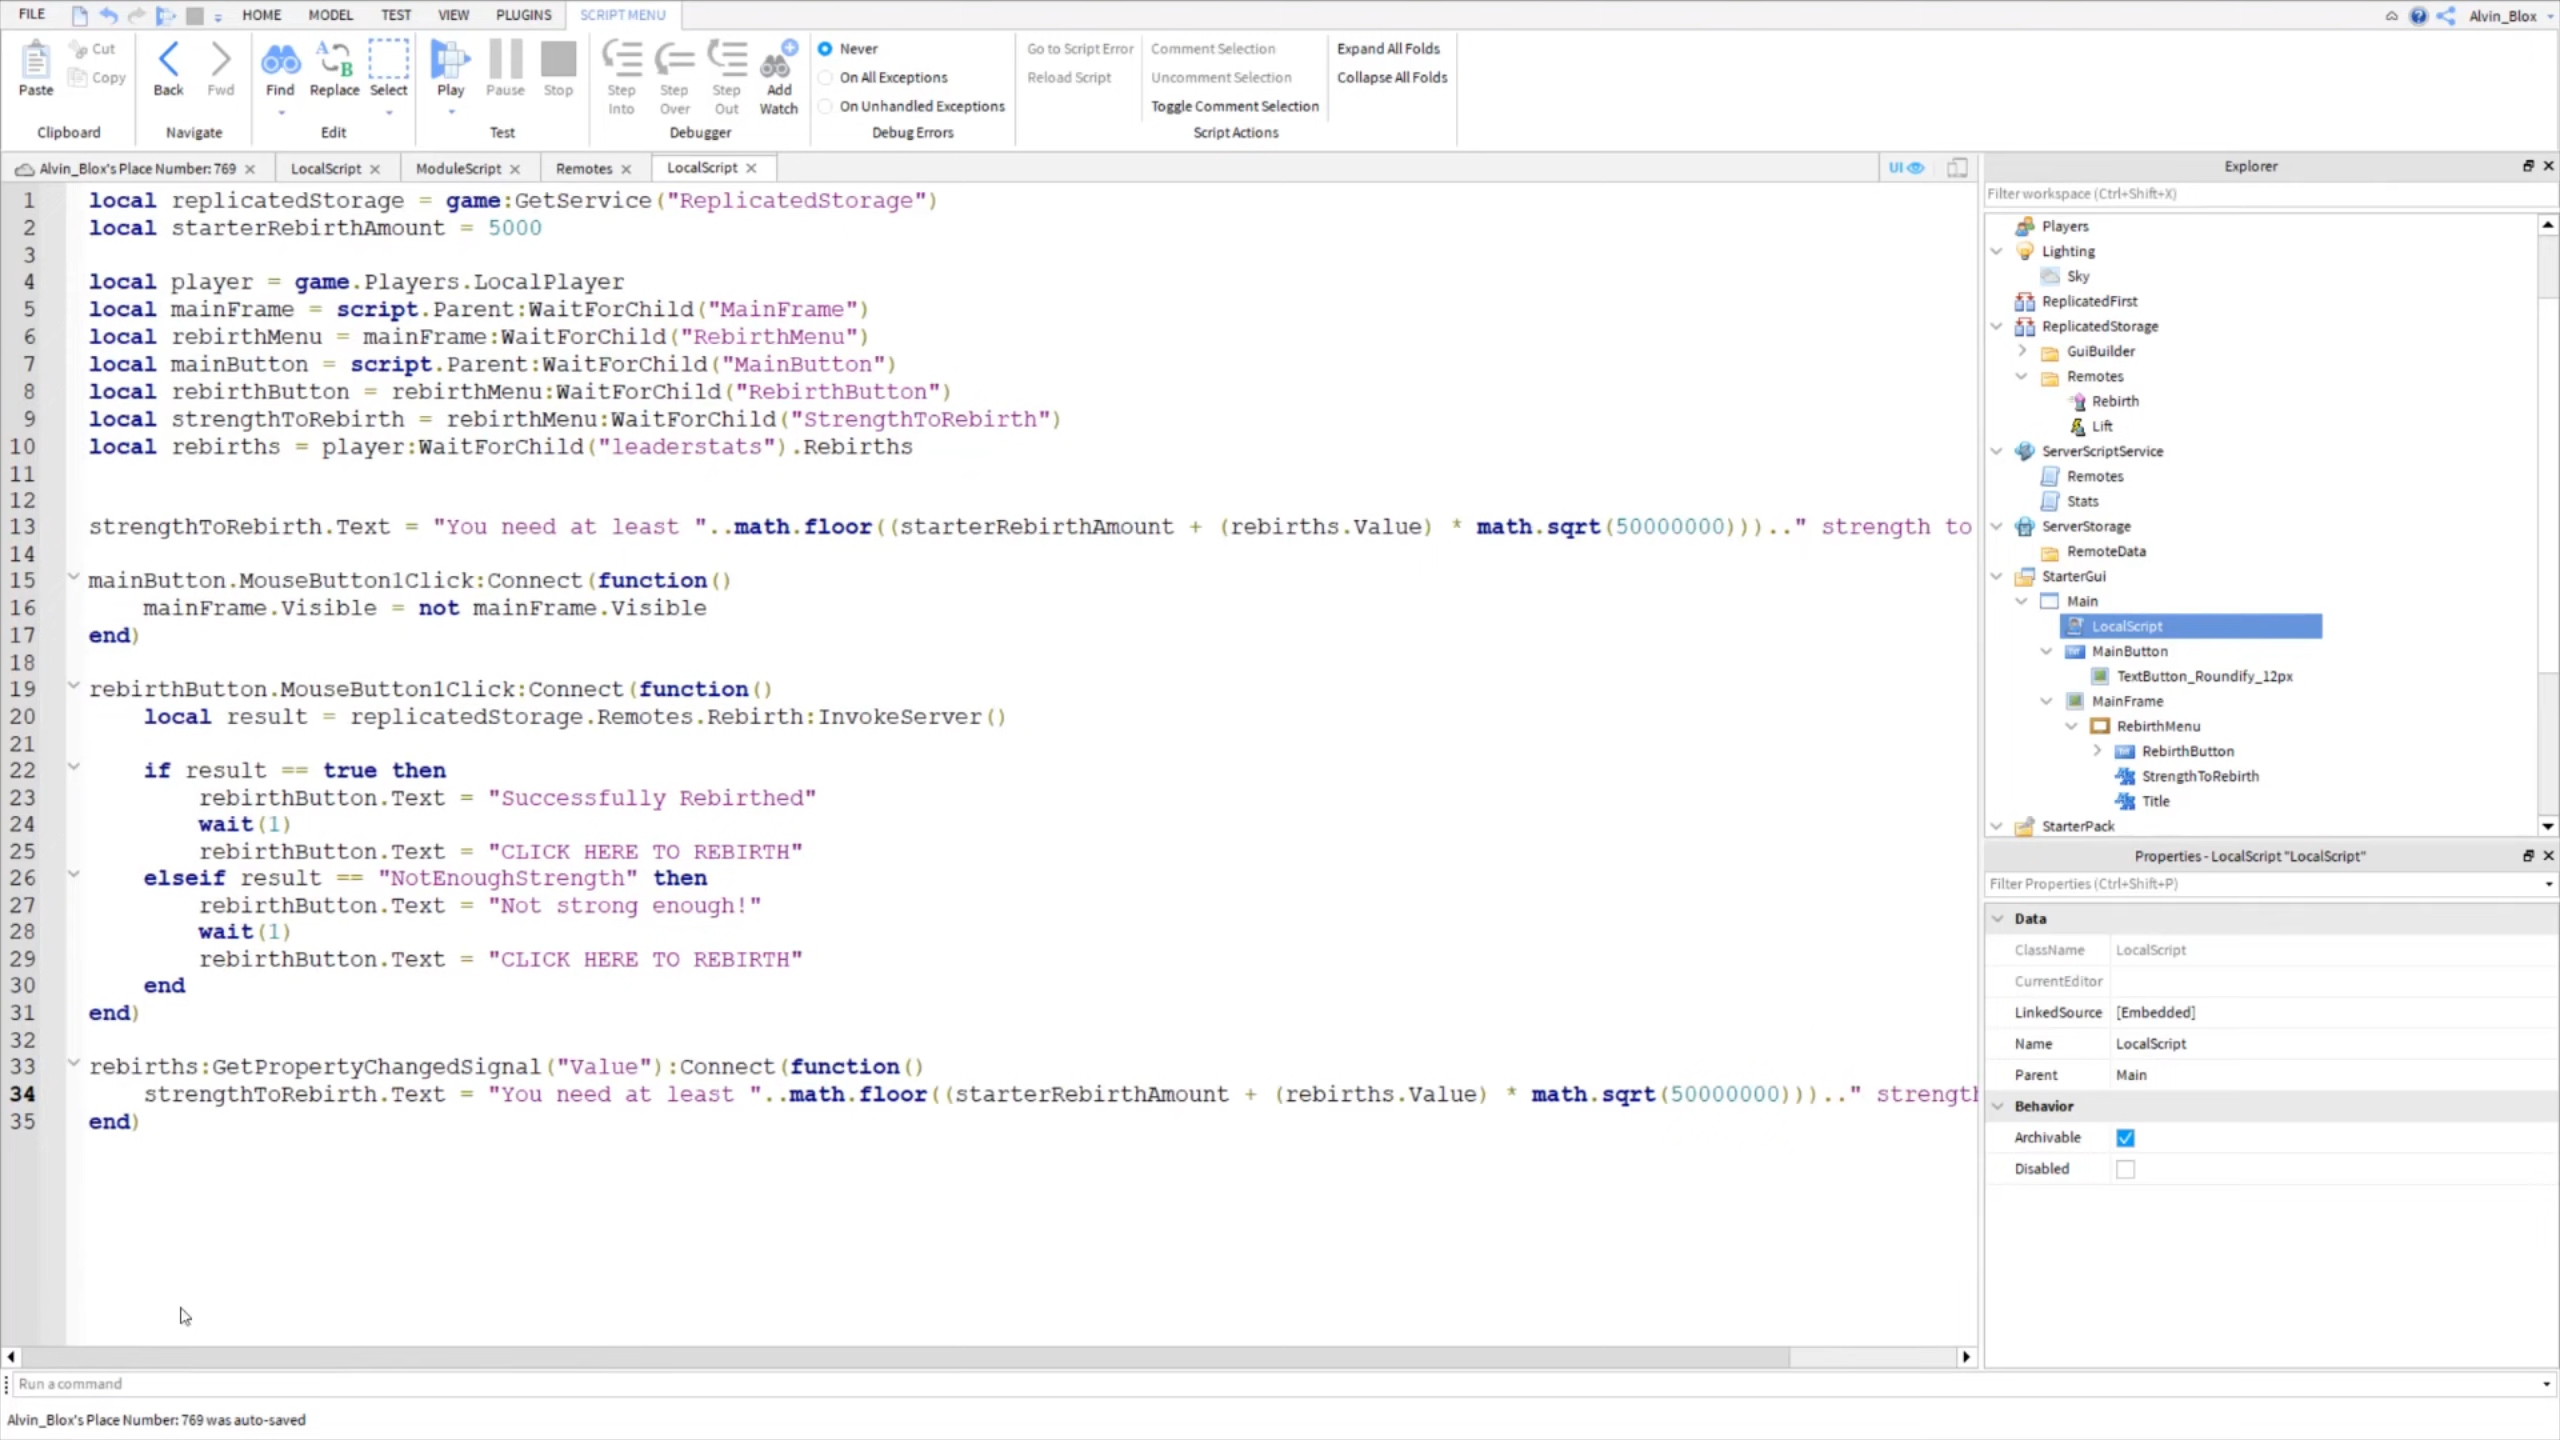 FILE HOME MODEL TEST VIEW PLUGINS SCRIPT MENU Alvin_Blox
Paste Cut Copy Clipboard
Back Fwd Navigate
Find Replace Select Edit
Play Pause Stop Test
Step Into Step Over Step Out Add Watch Debugger
Never
On All Exceptions
On Unhandled Exceptions
Debug Errors
Go to Script Error
Reload Script
Comment Selection
Uncomment Selection
Toggle Comment Selection
Script Actions
Expand All Folds
Collapse All Folds
Alvin_Blox's Place Number: 769 LocalScript ModuleScript Remotes LocalScript UI
1 local replicatedStorage = game:GetService("ReplicatedStorage")
2 local starterRebirthAmount = 5000
3
4 local player = game.Players.LocalPlayer
5 local mainFrame = script.Parent:WaitForChild("MainFrame")
6 local rebirthMenu = mainFrame:WaitForChild("RebirthMenu")
7 local mainButton = script.Parent:WaitForChild("MainButton")
8 local rebirthButton = rebirthMenu:WaitForChild("RebirthButton")
9 local strengthToRebirth = rebirthMenu:WaitForChild("StrengthToRebirth")
10 local rebirths = player:WaitForChild("leaderstats").Rebirths
11
12
13 strengthToRebirth.Text = "You need at least "..math.floor((starterRebirthAmount + (rebirths.Value) * math.sqrt(50000000))).." strength to
14
15 mainButton.MouseButton1Click:Connect(function()
16 mainFrame.Visible = not mainFrame.Visible
17 end)
18
19 rebirthButton.MouseButton1Click:Connect(function()
20 local result = replicatedStorage.Remotes.Rebirth:InvokeServer()
21
22 if result == true then
23 rebirthButton.Text = "Successfully Rebirthed"
24 wait(1)
25 rebirthButton.Text = "CLICK HERE TO REBIRTH"
26 elseif result == "NotEnoughStrength" then
27 rebirthButton.Text = "Not strong enough!"
28 wait(1)
29 rebirthButton.Text = "CLICK HERE TO REBIRTH"
30 end
31 end)
32
33 rebirths:GetPropertyChangedSignal("Value"):Connect(function()
34 strengthToRebirth.Text = "You need at least "..math.floor((starterRebirthAmount + (rebirths.Value) * math.sqrt(50000000))).." strength
35 end)
Explorer
Filter workspace (Ctrl+Shift+X)
Players
Lighting
Sky
ReplicatedFirst
ReplicatedStorage
GuiBuilder
Remotes
Rebirth
Lift
ServerScriptService
Remotes
Stats
ServerStorage
RemoteData
StarterGui
Main
LocalScript
MainButton
TextButton_Roundify_12px
MainFrame
RebirthMenu
RebirthButton
StrengthToRebirth
Title
StarterPack
Properties - LocalScript "LocalScript"
Filter Properties (Ctrl+Shift+P)
Data
ClassName LocalScript
CurrentEditor
LinkedSource [Embedded]
Name LocalScript
Parent Main
Behavior
Archivable
Disabled
Run a command
Alvin_Blox's Place Number: 769 was auto-saved